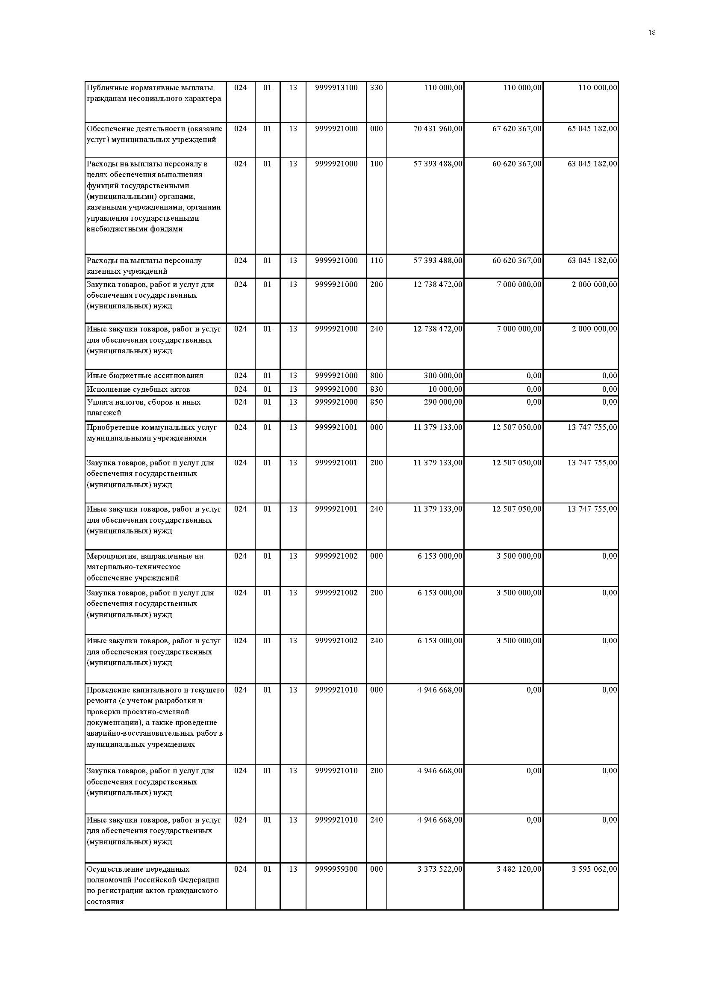 18
Публичные нормативные выплаты 024 01 13 9999913100 330 110 000,00 110 000,00 110 000,00
гражданам несоциального характера
Обеспечение деятельности (оказание 024 01 13 9999921000 000 70 431 960,00 67 620 367,00 65 045 182,00
услуг) муниципальных учреждений
Расходы на выплаты персоналу в 024 01 13 9999921000 100 57 393 488,00 60 620 367,00 63 045 182,00
целях обеспечения выполнения
функций государственными
(муниципальными) органами,
казенными учреждениями, органами
управления государственными
внебюджетными фондами
Расходы на выплаты персоналу 024 01 13 9999921000 110 57 393 488,00 60 620 367,00 63 045 182,00
казенных учреждений
Закупка товаров, работ и услуг для 024 01 13 9999921000 200 12 738 472,00 7 000 000,00 2 000 000,00
обеспечения государственных
(муниципальных) нужд
Иные закупки товаров, работ и услуг 024 01 13 9999921000 240 12 738 472,00 7 000 000,00 2 000 000,00
для обеспечения государственных
(муниципальных) нужд
Иные бюджетные ассигнования 024 01 13 9999921000 800 300 000,00 0,00 0,00
Исполнение судебных актов 024 01 13 9999921000 830 10 000,00 0,00 0,00
Уплата налогов, сборов и иных 024 01 13 9999921000 850 290 000,00 0,00 0,00
платежей
Приобретение коммунальных услуг 024 01 13 9999921001 000 11 379 133,00 12 507 050,00 13 747 755,00
муниципальными учреждениями
Закупка товаров, работ и услуг для 024 01 13 9999921001 200 11 379 133,00 12 507 050,00 13 747 755,00
обеспечения государственных
(муниципальных) нужд
Иные закупки товаров, работ и услуг 024 01 13 9999921001 240 11 379 133,00 12 507 050,00 13 747 755,00
для обеспечения государственных
(муниципальных) нужд
Мероприятия, направленные на 024 01 13 9999921002 000 6 153 000,00 3 500 000,00 0,00
материально-техническое
обеспечение учреждений
Закупка товаров, работ и услуг для 024 01 13 9999921002 200 6 153 000,00 3 500 000,00 0,00
обеспечения государственных
(муниципальных) нужд
Иные закупки товаров, работ и услуг 024 01 13 9999921002 240 6 153 000,00 3 500 000,00 0,00
для обеспечения государственных
(муниципальных) нужд
Проведение капитального и текущего 024 01 13 9999921010 000 4 946 668,00 0,00 0,00
ремонта (с учетом разработки и
проверки проектно-сметной
документации), а также проведение
аварийно-восстановительных работ в
муниципальных учреждениях
Закупка товаров, работ и услуг для 024 01 13 9999921010 200 4 946 668,00 0,00 0,00
обеспечения государственных
(муниципальных) нужд
Иные закупки товаров, работ и услуг 024 01 13 9999921010 240 4 946 668,00 0,00 0,00
для обеспечения государственных
(муниципальных) нужд
Осуществление переданных 024 01 13 9999959300 000 3 373 522,00 3 482 120,00 3 595 062,00
полномочий Российской Федерации
по регистрации актов гражданского
состояния